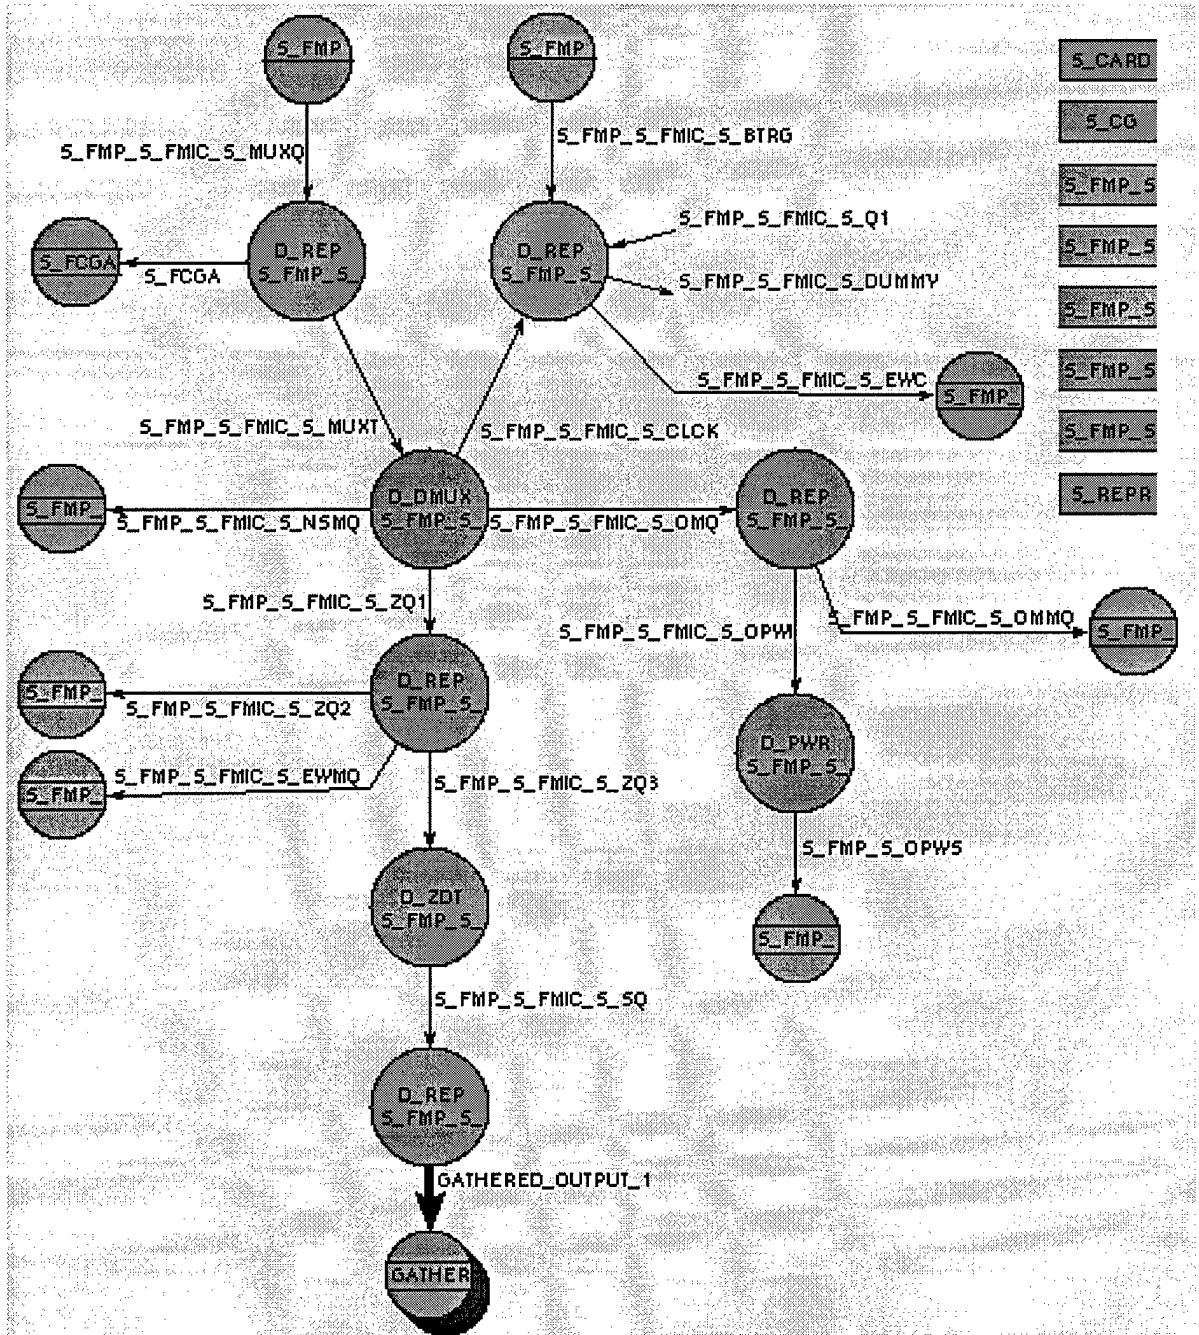 S_FMP
S_FMP
S_CARD
S_CG
S_FMP_S_FMIC_S_BTRG
S_FMP_S_FMIC_S_MUXQ
S_FMP_S
S_FMP_S_FMIC_S_Q1
S_FCGA
S_FCGA
D_REP
S_FMP_S_
D_REP
S_FMP_S_
S_FMP_S
S_FMP_S_FMIC_S_DUMMY
S_FMP_S
S_FMP_S
S_FMP_S_FMIC_S_EWC
S_FMP_
S_FMP_S_FMIC_S_MUXT
S_FMP_S_FMIC_S_CLCK
S_FMP_S
S_REPR
S_FMP_
S_FMP_S_FMIC_S_NSMQ
D_DMUX
S_FMP_S_
S_FMP_S_FMIC_S_OMQ
D_REP
S_FMP_S_
S_FMP_S_FMIC_S_ZQ1
S_FMP_S_FMIC_S_OPWI
S_FMP_S_FMIC_S_OMMQ
S_FMP_
S_FMP_
S_FMP_S_FMIC_S_ZQ2
D_REP
S_FMP_S_
D_PWR
S_FMP_S_
S_FMP_
S_FMP_S_FMIC_S_EWMQ
S_FMP_S_FMIC_S_ZQ3
S_FMP_S_OPWS
D_ZDT
S_FMP_S_
S_FMP_
S_FMP_S_FMIC_S_SQ
D_REP
S_FMP_S_
GATHERED_OUTPUT_1
GATHER